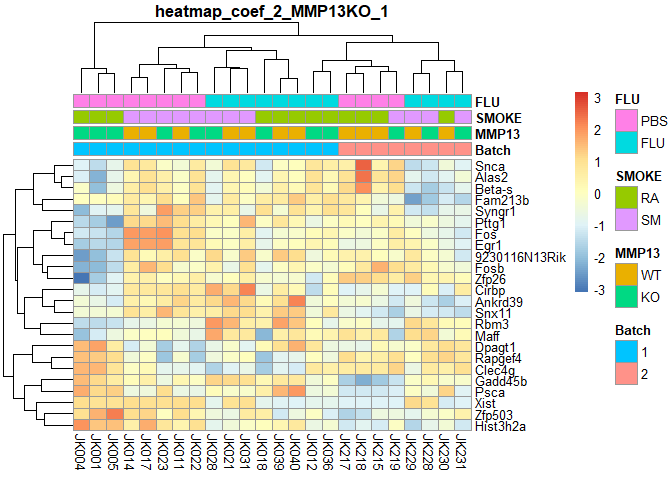 heatmap_coef_2_MMP13KO_1
FLU
SMOKE
MMP13
Batch
Snca
Alas2
Beta-s
Fam213b
Syngr1
Pttg1
Fos
Egr1
9230116N13Rik
Fosb
Zfp26
Cirbp
Ankrd39
Snx11
Rbm3
Maff
Dpagt1
Rapgef4
Clec4g
Gadd45b
Psca
Xist
Zfp503
Hist3h2a
JK004
JK001
JK005
JK014
JK017
JK023
JK011
JK022
JK028
JK021
JK031
JK018
JK039
JK040
JK012
JK036
JK217
JK218
JK215
JK219
JK229
JK228
JK230
JK231
3
2
1
0
-1
-2
-3
FLU
PBS
FLU
SMOKE
RA
SM
MMP13
WT
KO
Batch
1
2